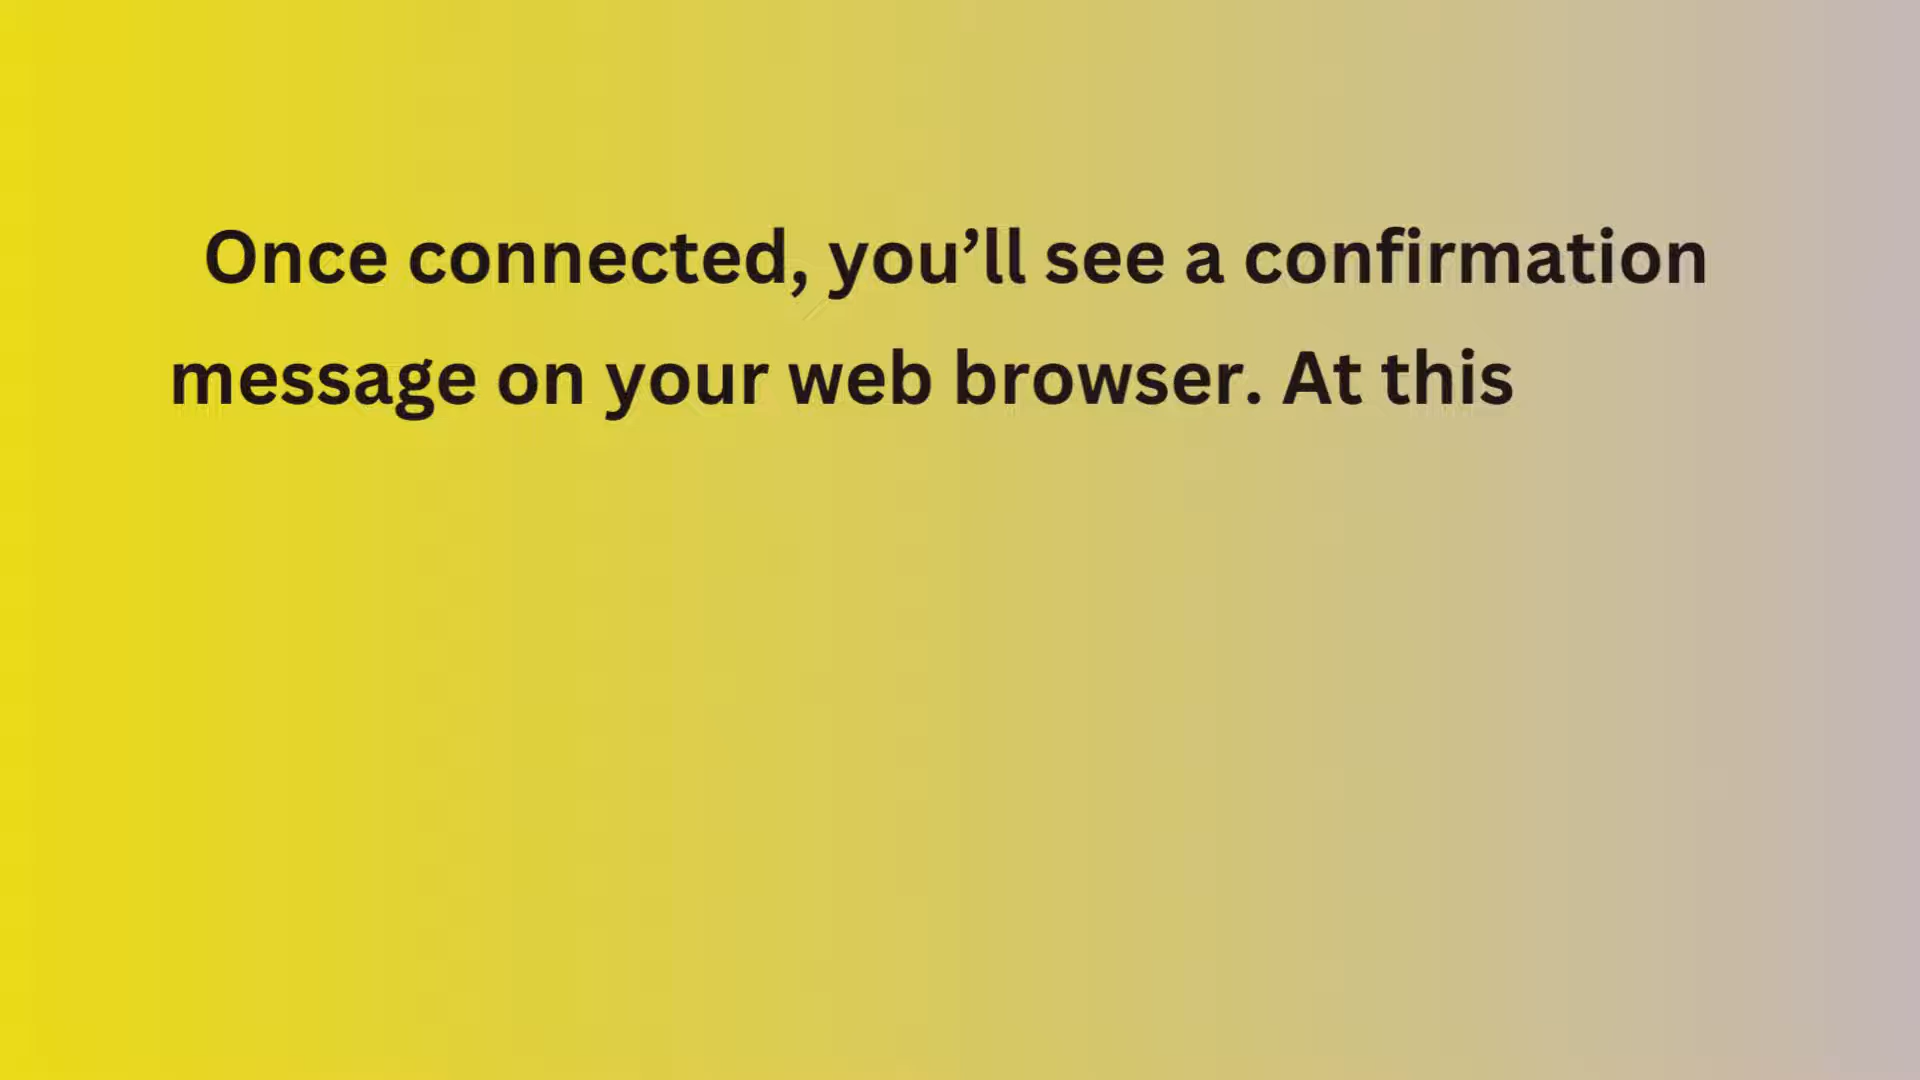 Once connected, you’ll see a confirmation
message on your web browser. At this